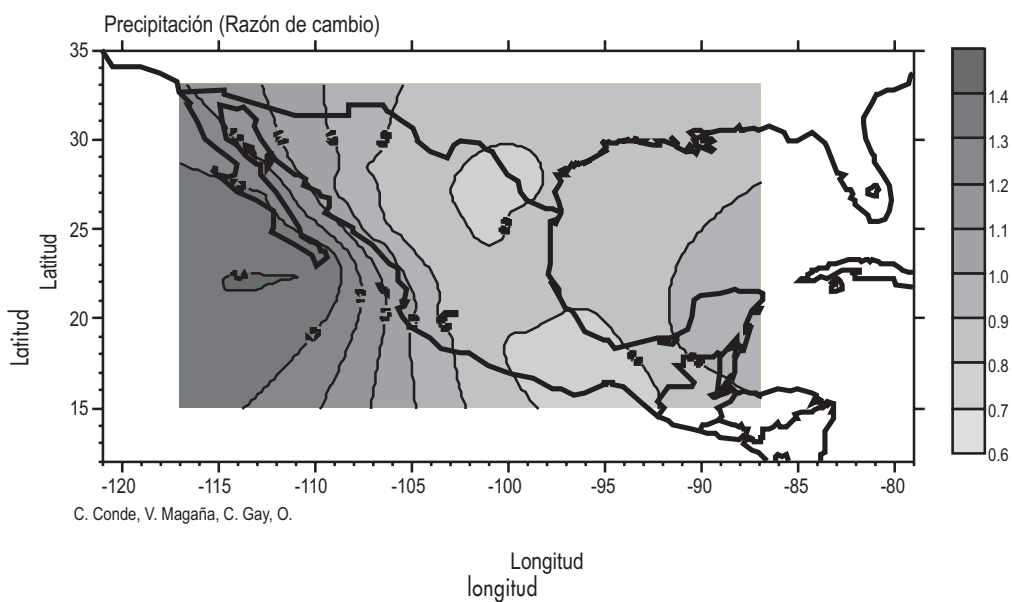 Precipitación (Razón de cambio)
35
30
25
20
15
Latitud
Latitud
-120 -115 -110 -105 -100 -95 -90 -85 -80
1.4
1.3
1.2
1.1
1.0
0.9
0.8
0.7
0.6
C. Conde, V. Magaña, C. Gay, O.
Longitud
longitud